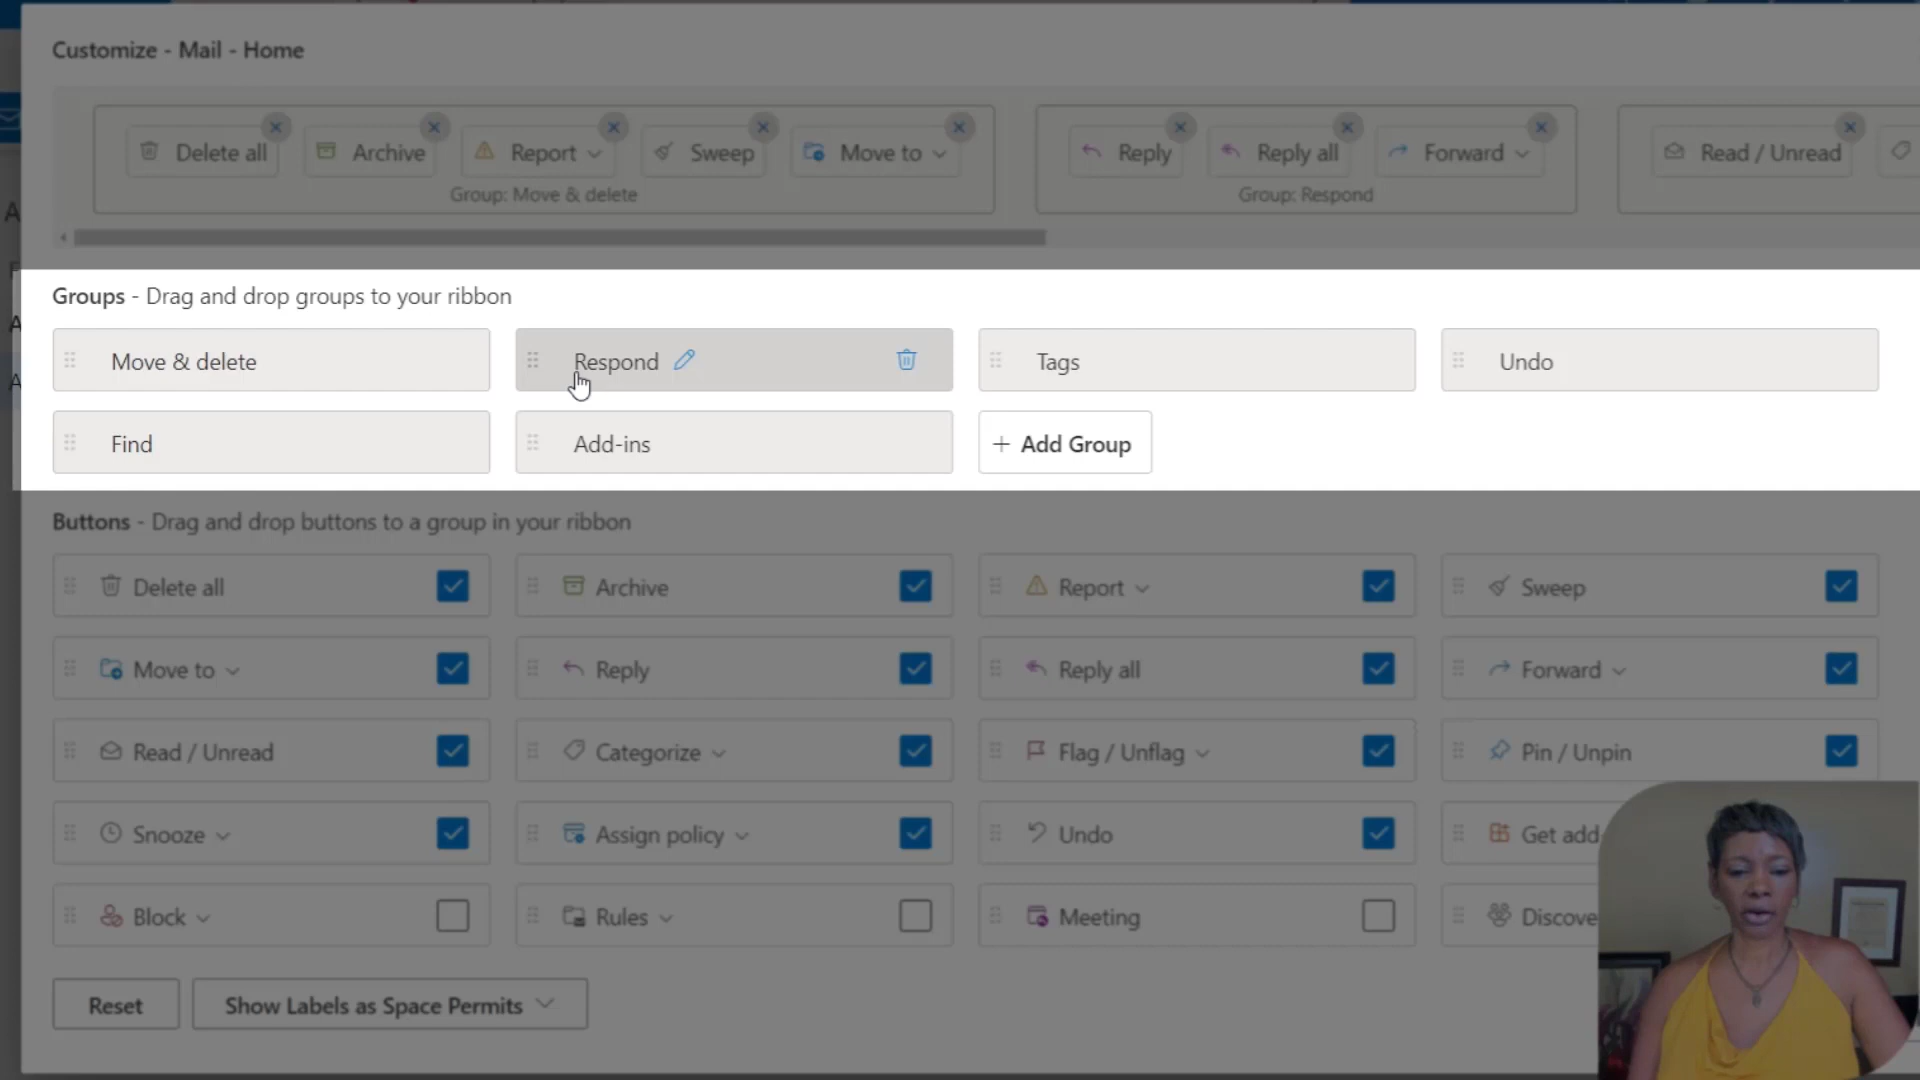 Customize - Mail - Home
Delete all Archive Report Sweep Move to Reply Reply all Forward Read / Unread
Group: Move & delete Group: Respond
Groups - Drag and drop groups to your ribbon
Move & delete Respond Tags Undo
Find Add-ins + Add Group
Buttons - Drag and drop buttons to a group in your ribbon
Delete all Archive Report Sweep
Move to Reply Reply all Forward
Read / Unread Categorize Flag / Unflag Pin / Unpin
Snooze Assign policy Undo Get add
Block Rules Meeting Discove
Reset Show Labels as Space Permits